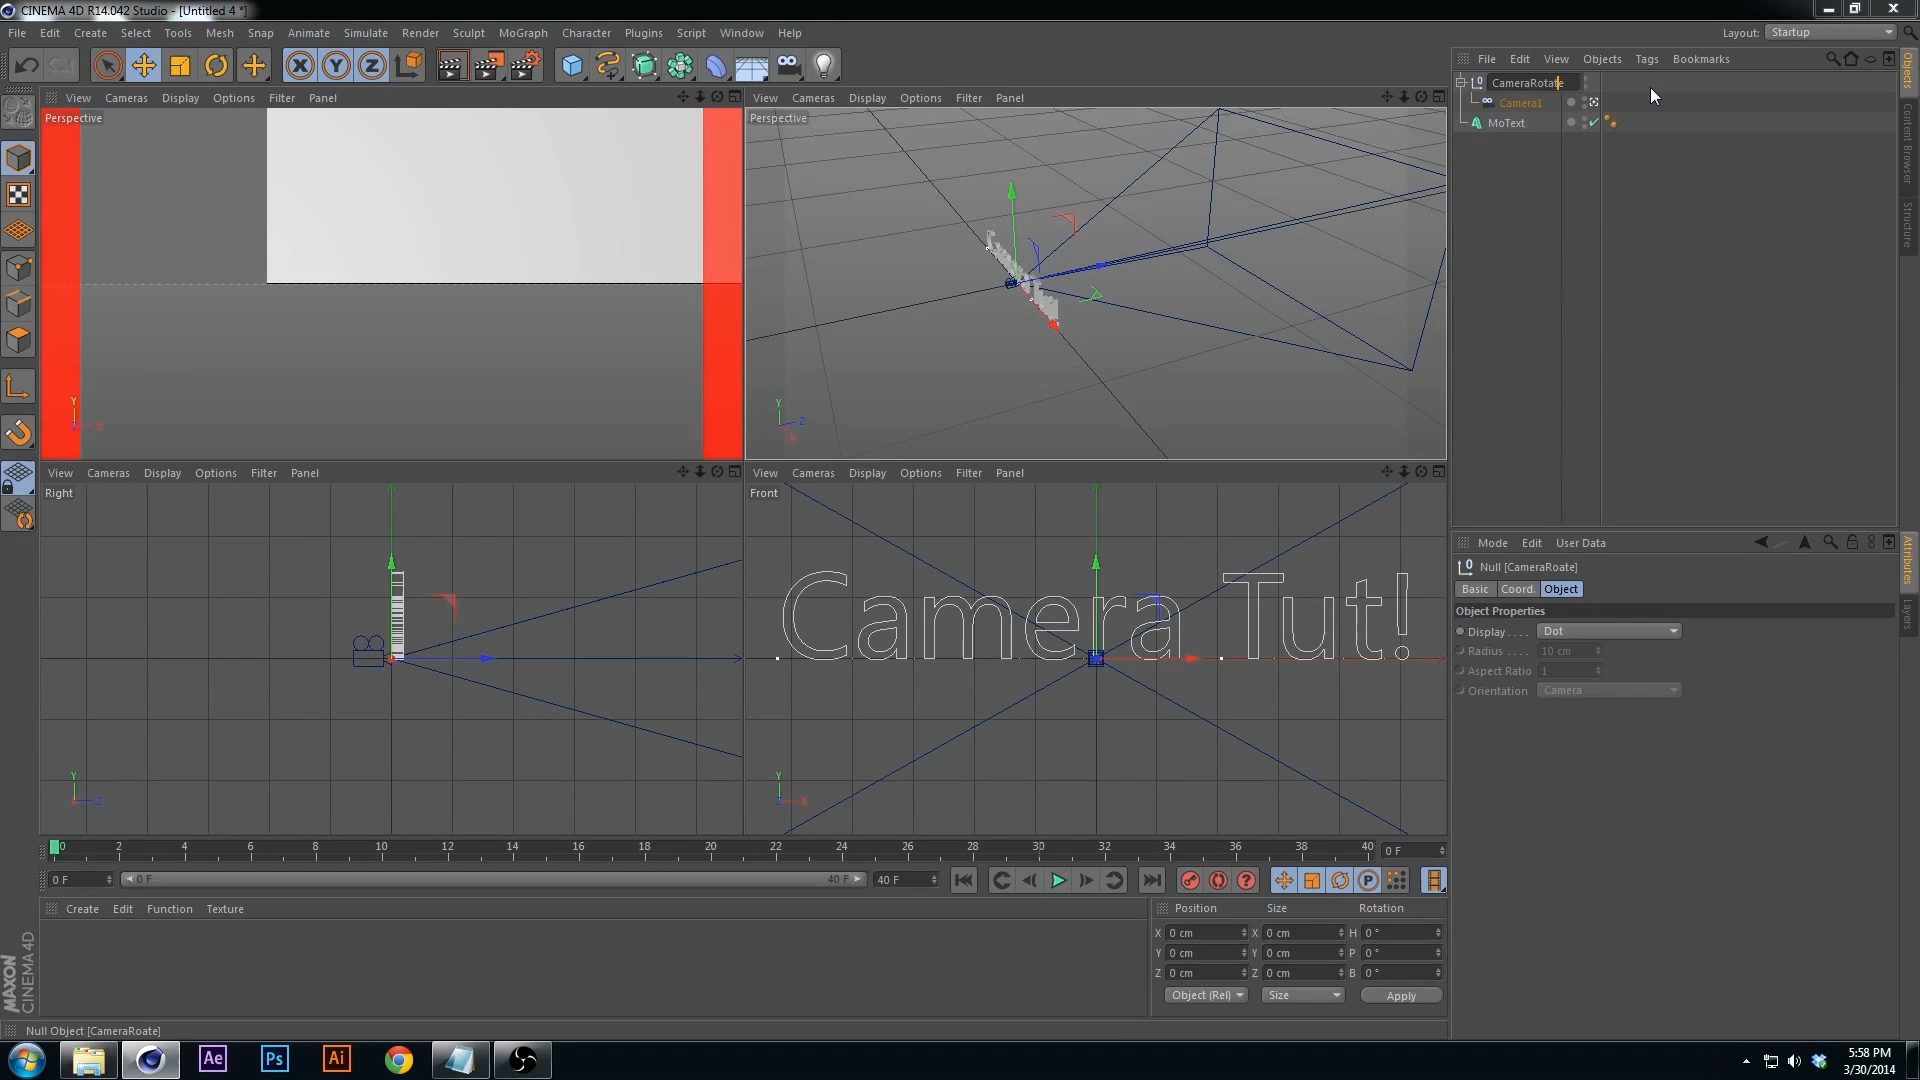 CINEMA 4D R14.042 Studio - [Untitled 4 *]
File Edit Create Select Tools Mesh Snap Animate Simulate Render Sculpt MoGraph Character Plugins Script Window Help
Layout: Startup
File Edit View Objects Tags Bookmarks
CameraRotate
Camera1
MoText
Objects
Content Browser
Structure
View Cameras Display Options Filter Panel
Perspective
Y
X
View Cameras Display Options Filter Panel
Perspective
Y
Z
X
View Cameras Display Options Filter Panel
Right
Y
Z
View Cameras Display Options Filter Panel
Front
Camera Tut!
Y
X
Mode Edit User Data
Null [CameraRoate]
Basic Coord. Object
Object Properties
Display . . . . Dot
Radius . . . . 10 cm
Aspect Ratio 1
Orientation Camera
Attributes
Layers
0 2 4 6 8 10 12 14 16 18 20 22 24 26 28 30 32 34 36 38 40 0 F
0 F 0 F 40 F 40 F
Create Edit Function Texture
Position Size Rotation
X 0 cm X 0 cm H 0 °
Y 0 cm Y 0 cm P 0 °
Z 0 cm Z 0 cm B 0 °
Object (Rel) Size Apply
MAXON
CINEMA 4D
Null Object [CameraRoate]
Ae Ps Ai
5:58 PM
3/30/2014